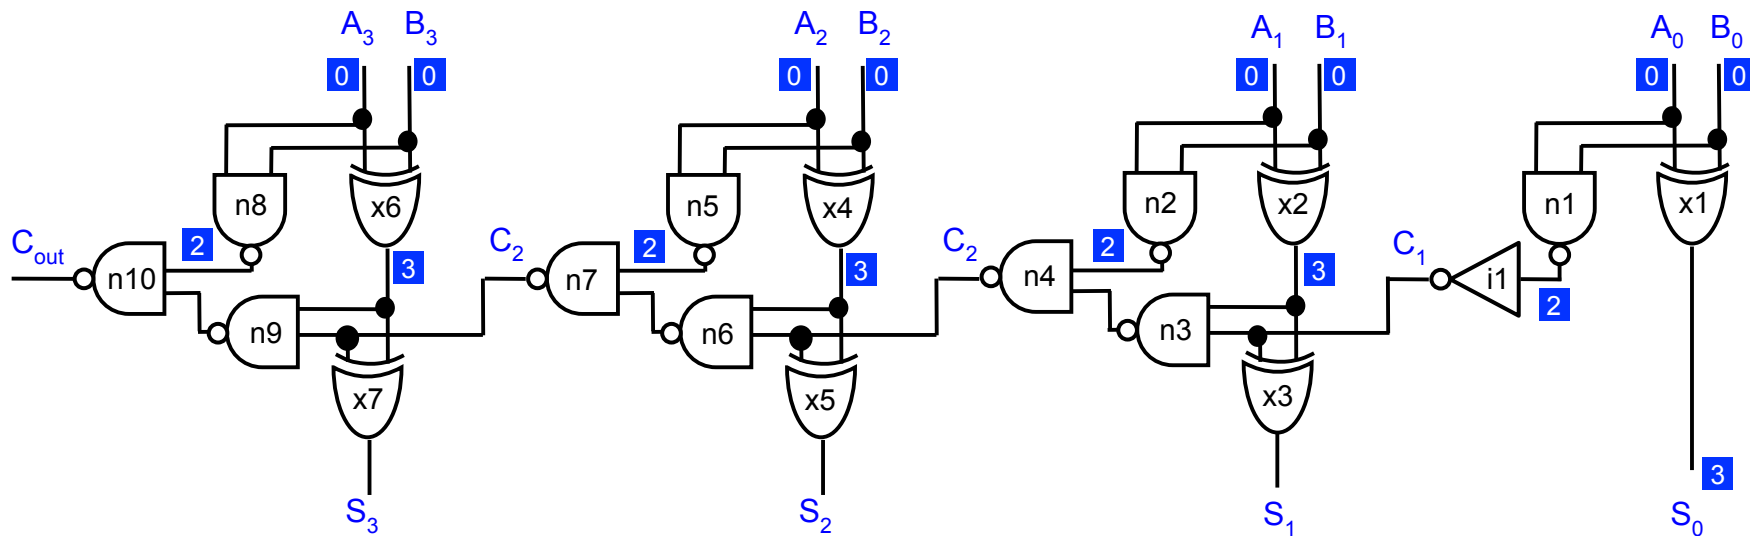 A3 B3 A2 B2 A1 B1 A0 B0
0 0 0 0 0 0 0 0
n8 x6 n5 x4 n2 x2 n1 x1
Cout 2 C2 2 C2 2 C1
n10 3 n7 3 n4 3 i1 2
n9 n6 n3
x7 x5 x3
3
S3 S2 S1 S0